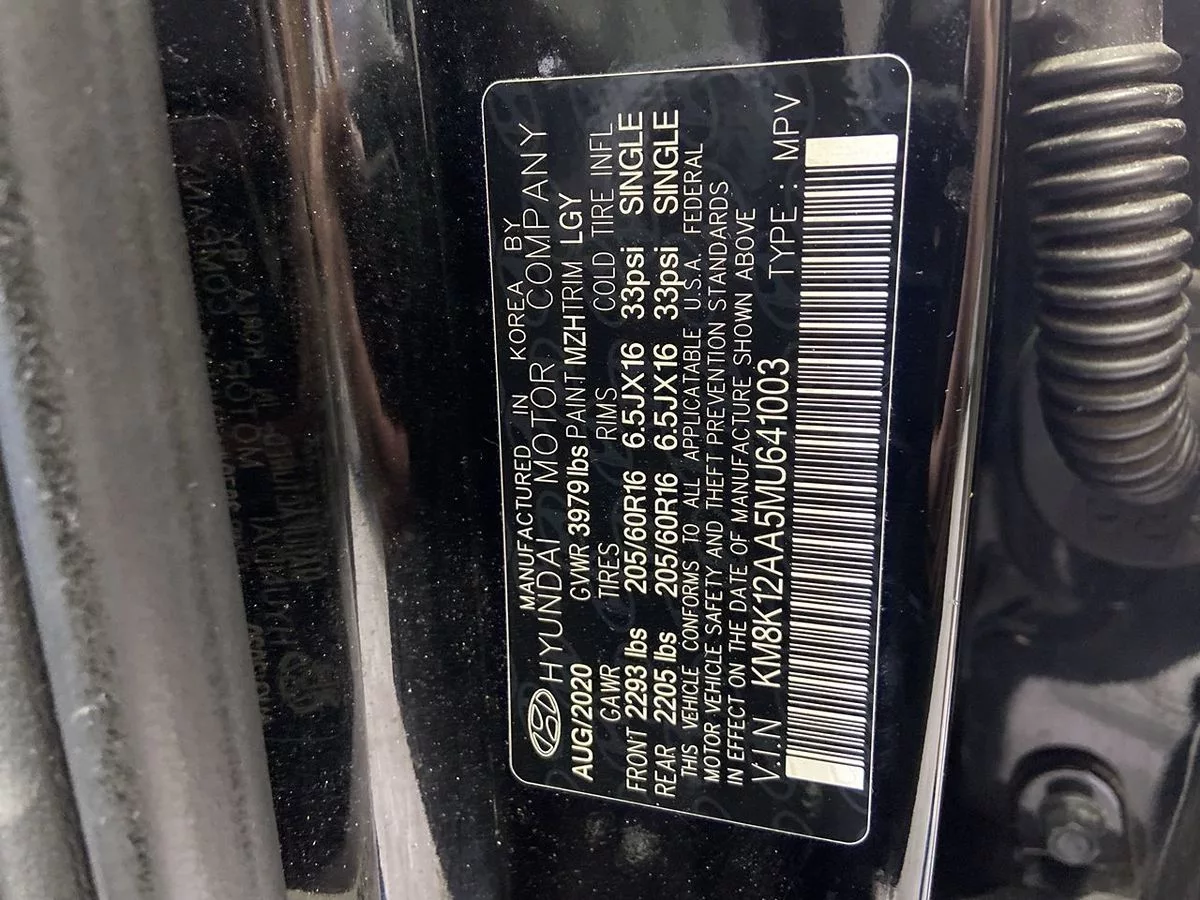 MANUFACTURED IN KOREA BY
HYUNDAI MOTOR COMPANY
AUG/2020 GVWR 3979 lbs PAINT MZH TRIM LGY
GAWR TIRES RIMS COLD TIRE INFL
FRONT 2293 lbs 205/60R16 6.5JX16 33psi SINGLE
REAR 2205 lbs 205/60R16 6.5JX16 33psi SINGLE
THIS VEHICLE CONFORMS TO ALL APPLICATABLE U.S.A. FEDERAL
MOTOR VEHICLE SAFETY AND THEFT PREVENTION STANDARDS
IN EFFECT ON THE DATE OF MANUFACTURE SHOWN ABOVE
V.I.N KM8K12AA5MU641003 TYPE : MPV